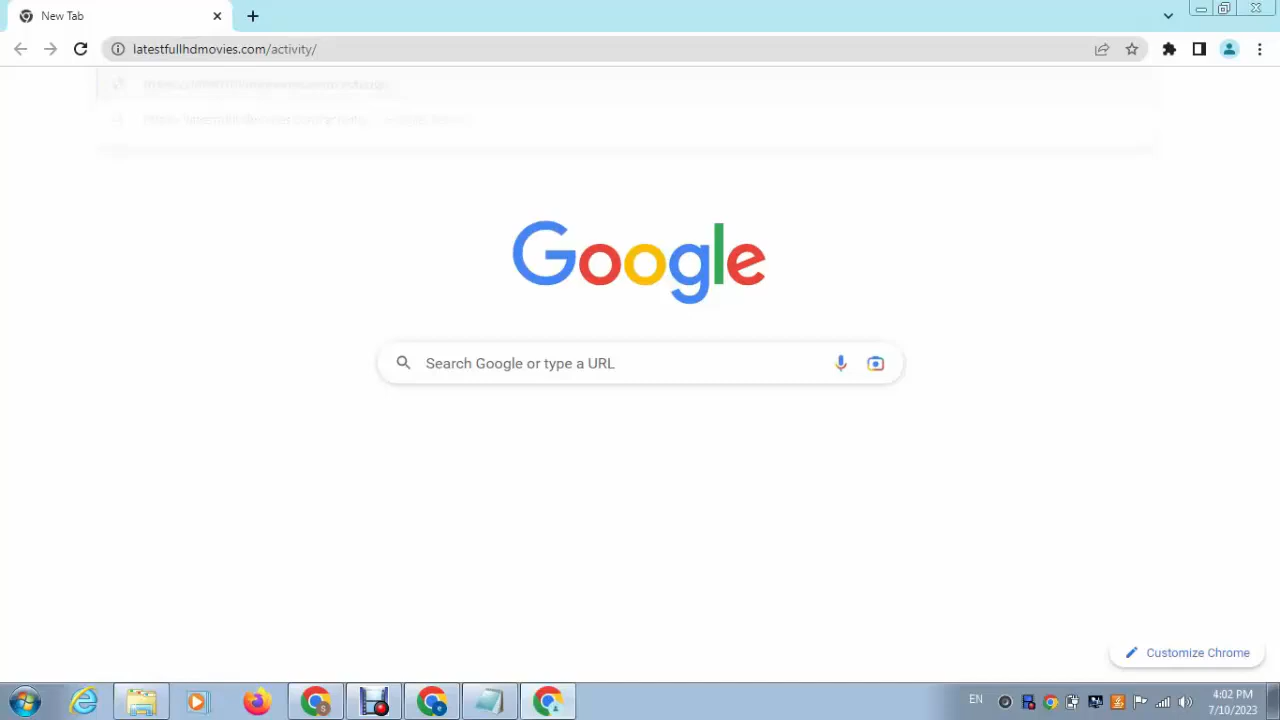 New Tab
latestfullhdmovies.com/activity/
Google
Search Google or type a URL
Customize Chrome
EN
4:02 PM
7/10/2023